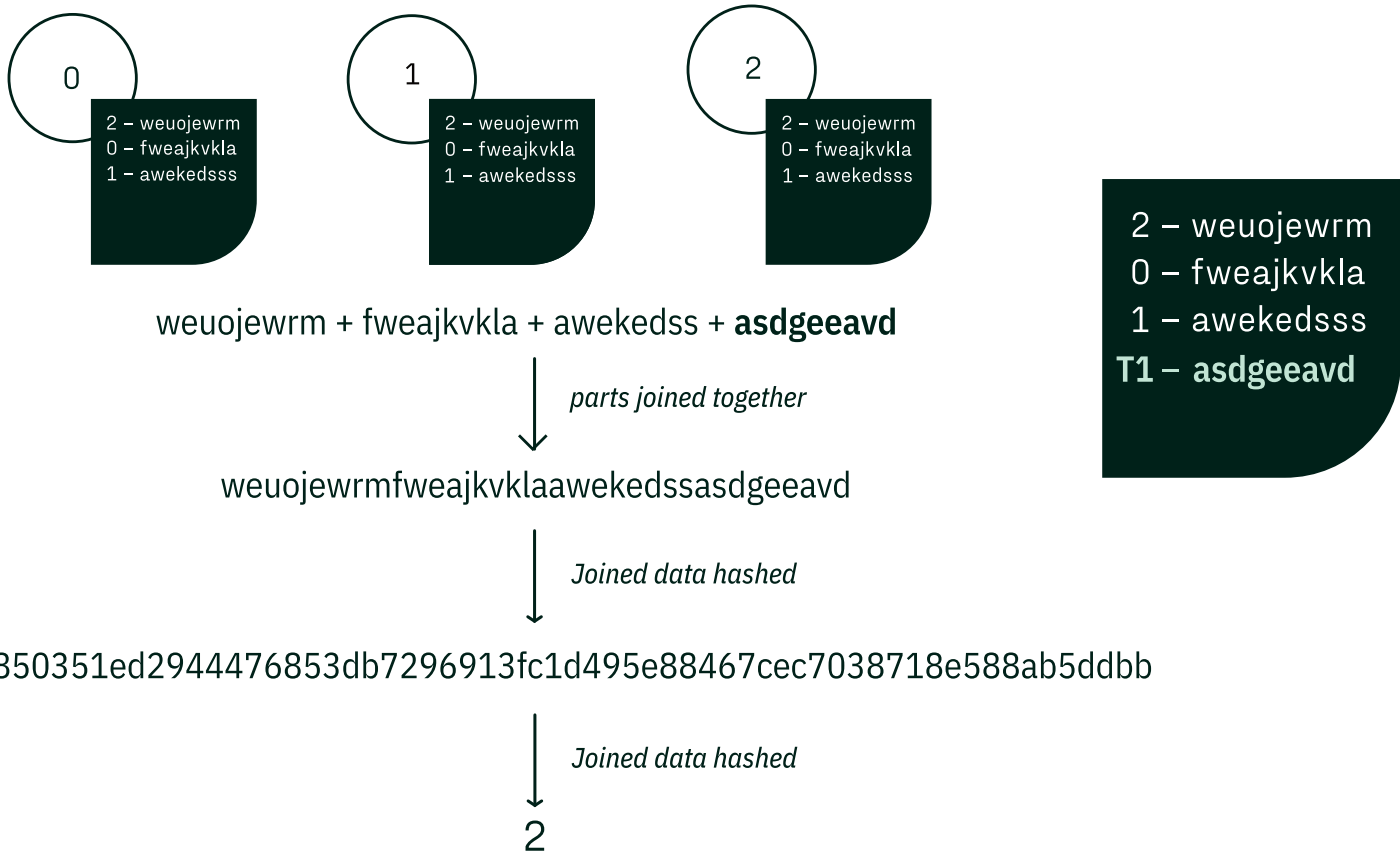 0
2 – weuojewrm
0 – fweajkvkla
1 – awekedsss
1
2 – weuojewrm
0 – fweajkvkla
1 – awekedsss
2
2 – weuojewrm
0 – fweajkvkla
1 – awekedsss
2 – weuojewrm
0 – fweajkvkla
1 – awekedsss
T1 – asdgeeavd
weuojewrm + fweajkvkla + awekedss + asdgeeavd
parts joined together
weuojewrmfweajkvklaawekedssasdgeeavd
Joined data hashed
350351ed2944476853db7296913fc1d495e88467cec7038718e588ab5ddbb
Joined data hashed
2